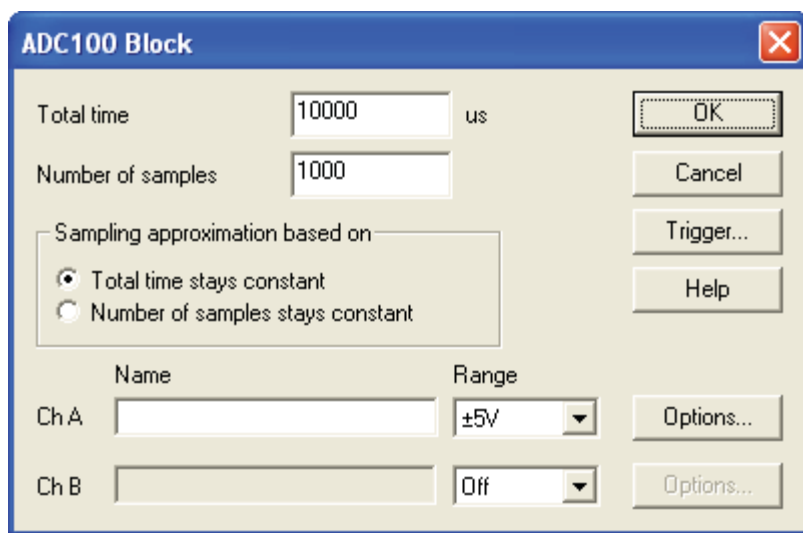 ADC100 Block
Total time 10000 us OK
Number of samples 1000 Cancel
Sampling approximation based on Trigger...
Total time stays constant Help
Number of samples stays constant
Name Range
Ch A ±5V Options...
Ch B Off Options...